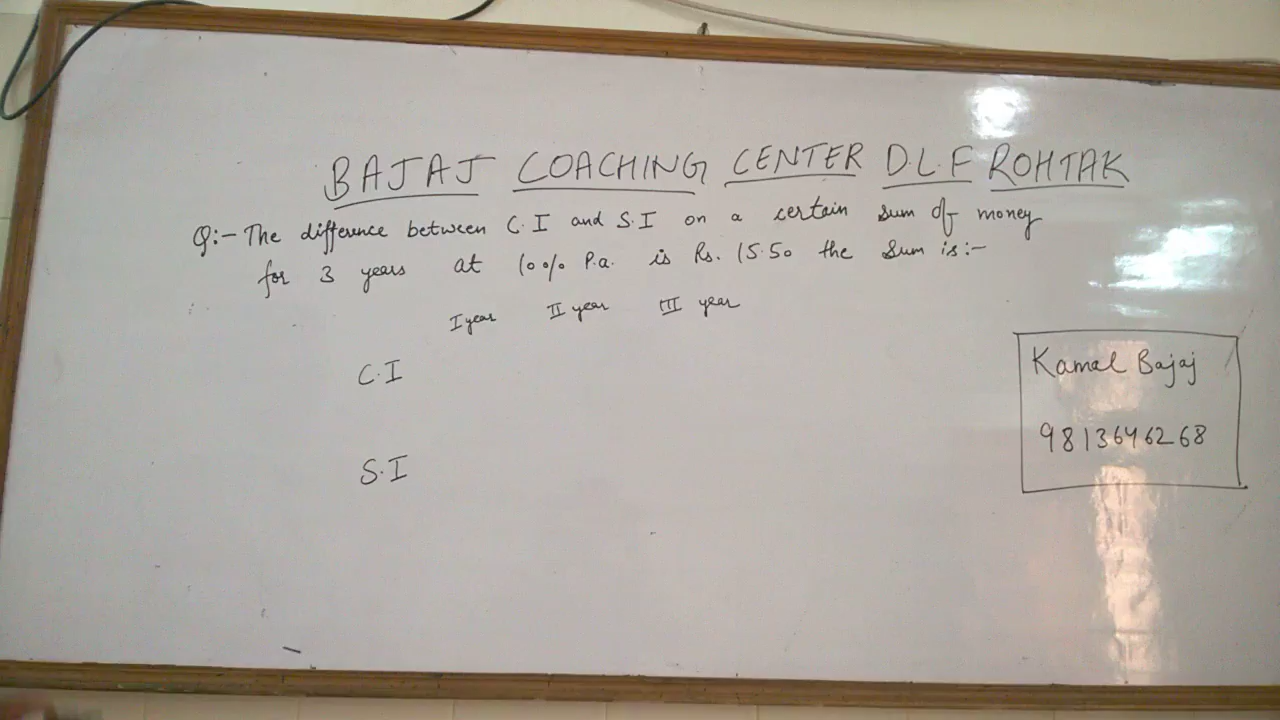 BAJAJ COACHING CENTER D.L.F ROHTAK
Q:- The difference between C.I and S.I on a certain sum of money
for 3 years at 10% P.a. is Rs. 15.50 the sum is:-
I year II year III year
C.I
S.I
Kamal Bajaj
9813646268